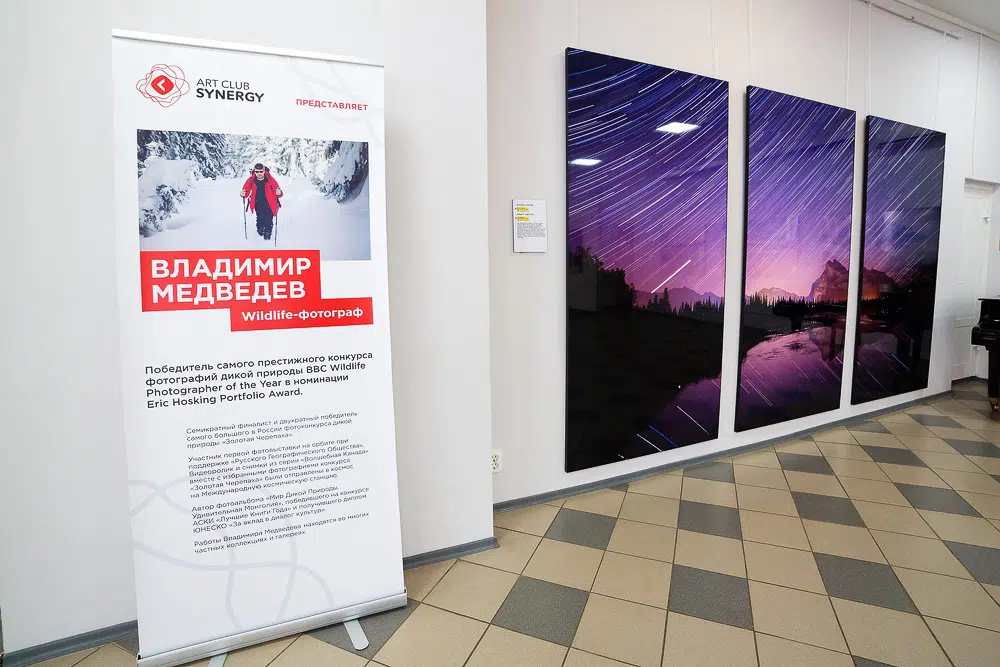 ART CLUB
SYNERGY
ПРЕДСТАВЛЯЕТ
ВЛАДИМИР
МЕДВЕДЕВ
Wildlife-фотограф
Победитель самого престижного конкурса
фотографий дикой природы BBC Wildlife
Photographer of the Year в номинации
Eric Hosking Portfolio Award.
Семикратный финалист и двухкратный победитель
самого большого в России фотоконкурса дикой
природы «Золотая Черепаха».
Участник первой фотовыставки на орбите при
поддержке «Русского Географического Общества».
Видеоролик и снимки из серии «Волшебная Канада»
вместе с избранными фотографиями конкурса
«Золотая Черепаха» были отправлены в космос
на Международную космическую станцию.
Автор фотоальбома «Мир Дикой Природы.
Удивительная Монголия», победившего на конкурсе
АСКИ «Лучшие Книги Года» и получившего диплом
ЮНЕСКО «За вклад в диалог культур».
Работы Владимира Медведева находятся во многих
частных коллекциях и галереях.